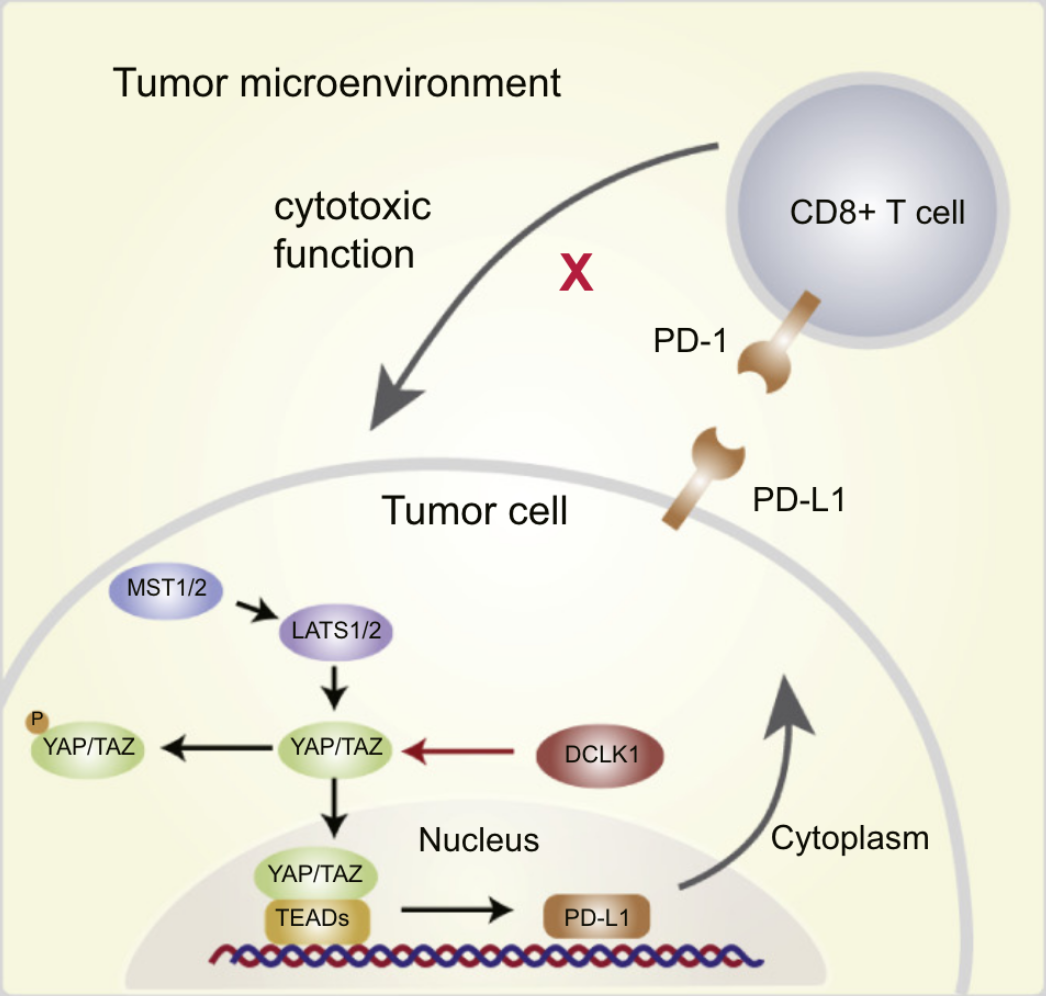 Tumor microenvironment
cytotoxic
function
X
CD8+ T cell
PD-1
PD-L1
Tumor cell
MST1/2
LATS1/2
P
YAP/TAZ
YAP/TAZ
DCLK1
Nucleus
Cytoplasm
YAP/TAZ
TEADs
PD-L1